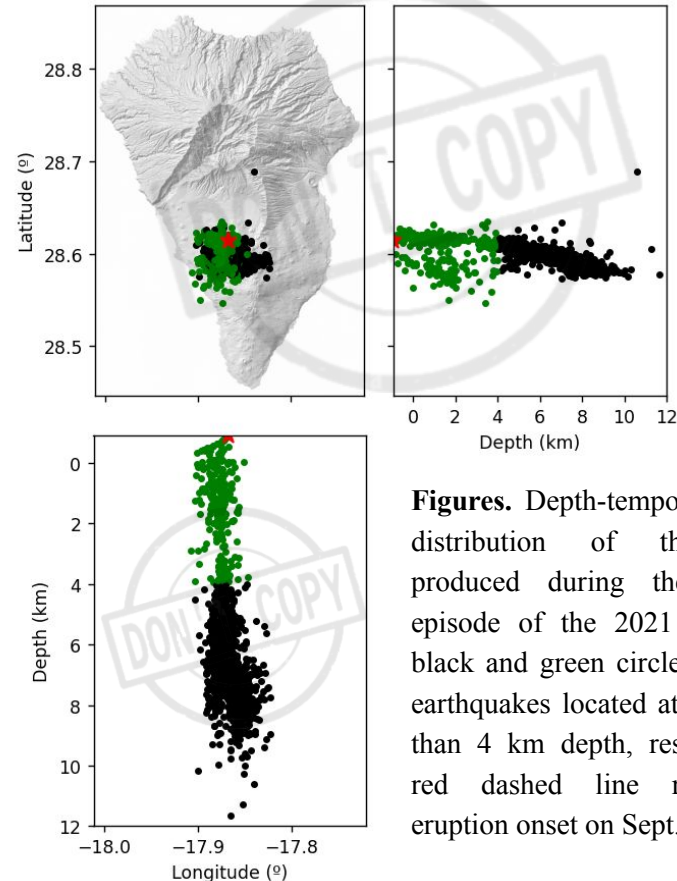 28.8
28.7
28.6
28.5
Latitude (º)
0 2 4 6 8 10 12
Depth (km)
DON'T COPY
0
2
4
6
8
10
12
Depth (km)
−18.0 −17.9 −17.8
Longitude (º)
DON'T COPY
Figures. Depth-tempo
distribution of th
produced during the
episode of the 2021
black and green circle
earthquakes located at
than 4 km depth, res
red dashed line r
eruption onset on Sept.